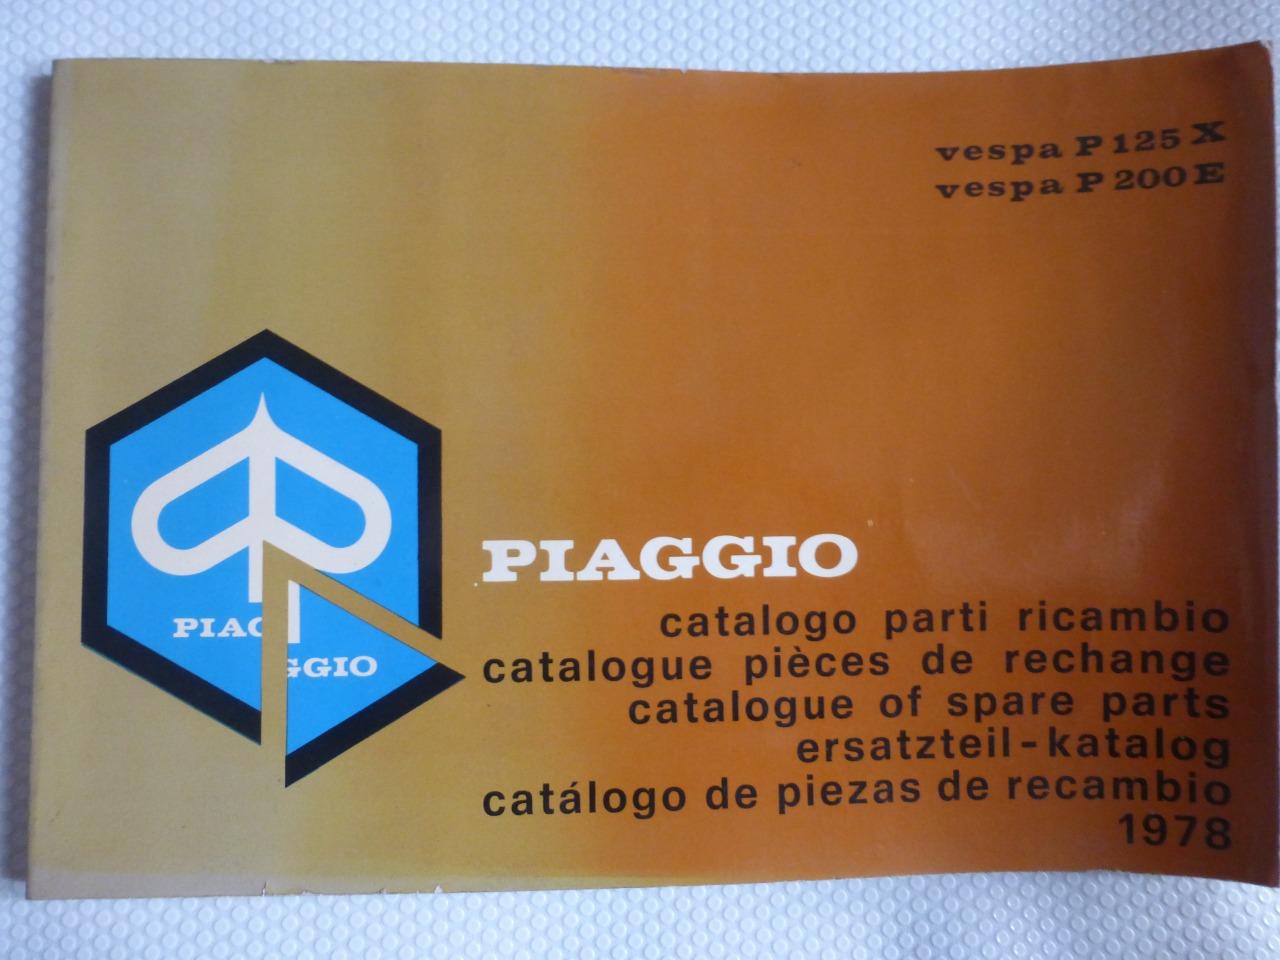 vespa P 125 X
vespa P 200 E
PIAGGIO
PIAGGIO
catalogo parti ricambio
catalogue pièces de rechange
catalogue of spare parts
ersatzteil-katalog
catálogo de piezas de recambio
1978